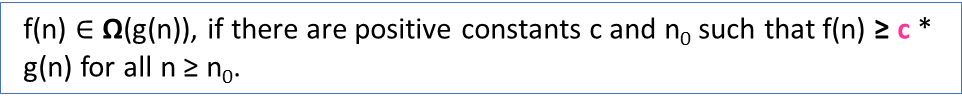 f(n) ∈ Ω(g(n)), if there are positive constants c and n₀ such that f(n) ≥ c *
g(n) for all n ≥ n₀.